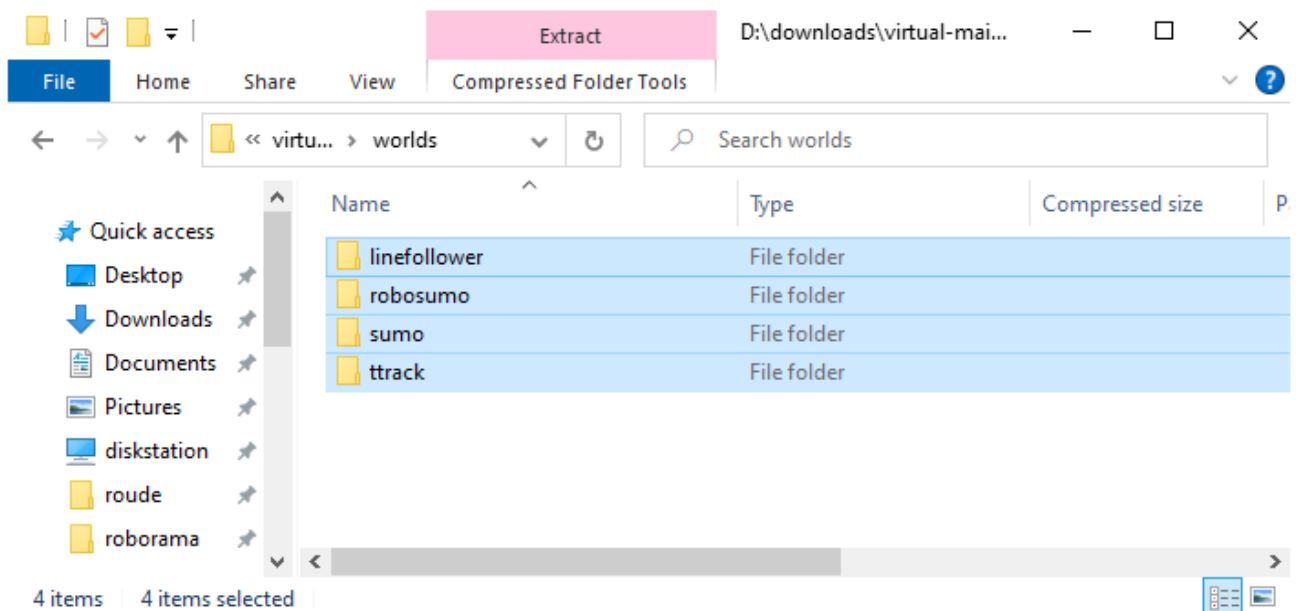 Extract D:\downloads\virtual-mai...
File Home Share View Compressed Folder Tools ?
« virtu... › worlds Search worlds
Name Type Compressed size P
Quick access
Desktop
Downloads
Documents
Pictures
diskstation
roude
roborama
linefollower File folder
robosumo File folder
sumo File folder
ttrack File folder
4 items 4 items selected